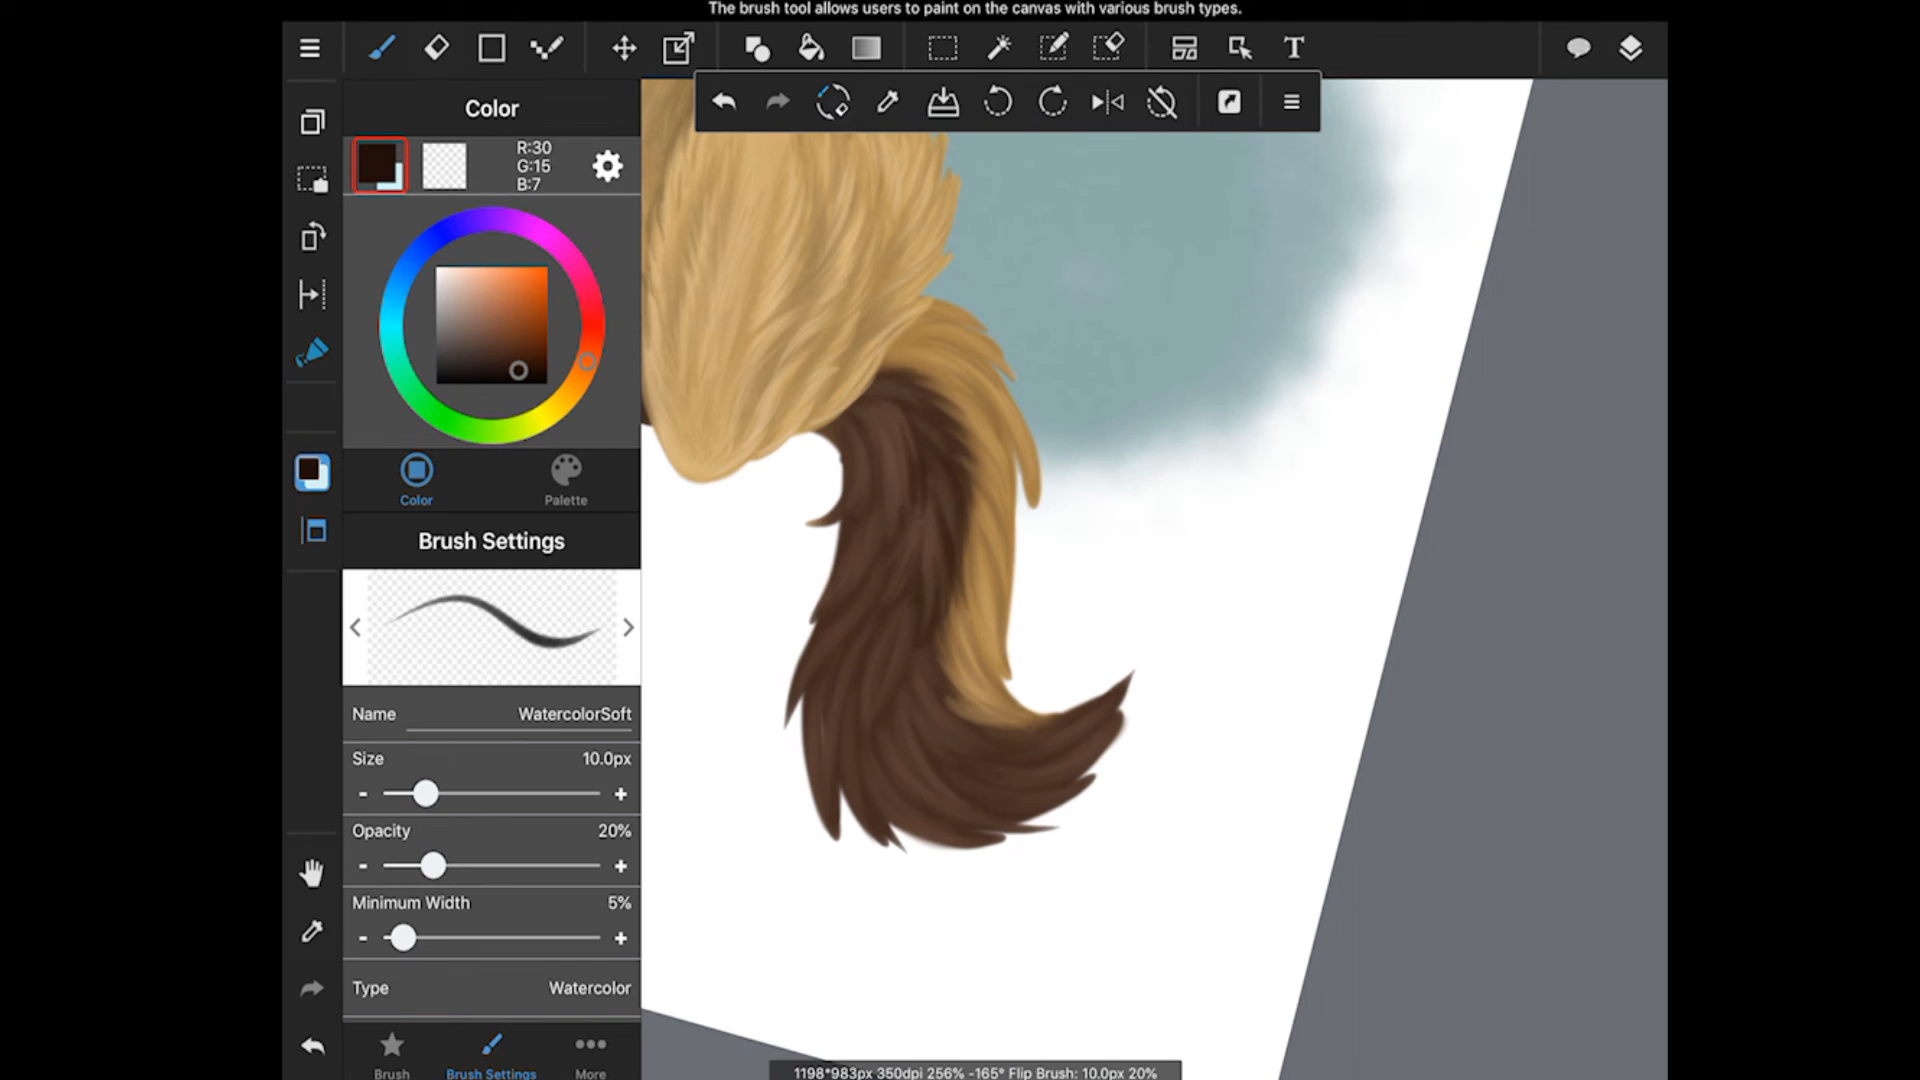 The brush tool allows users to paint on the canvas with various brush types.
T
Color
R:30
G:15
B:7
Color
Palette
Brush Settings
Name WatercolorSoft
Size 10.0px
- +
Opacity 20%
- +
Minimum Width 5%
- +
Type Watercolor
Brush
Brush Settings
More
1198*983px 350dpi 256% -165° Flip Brush: 10.0px 20%